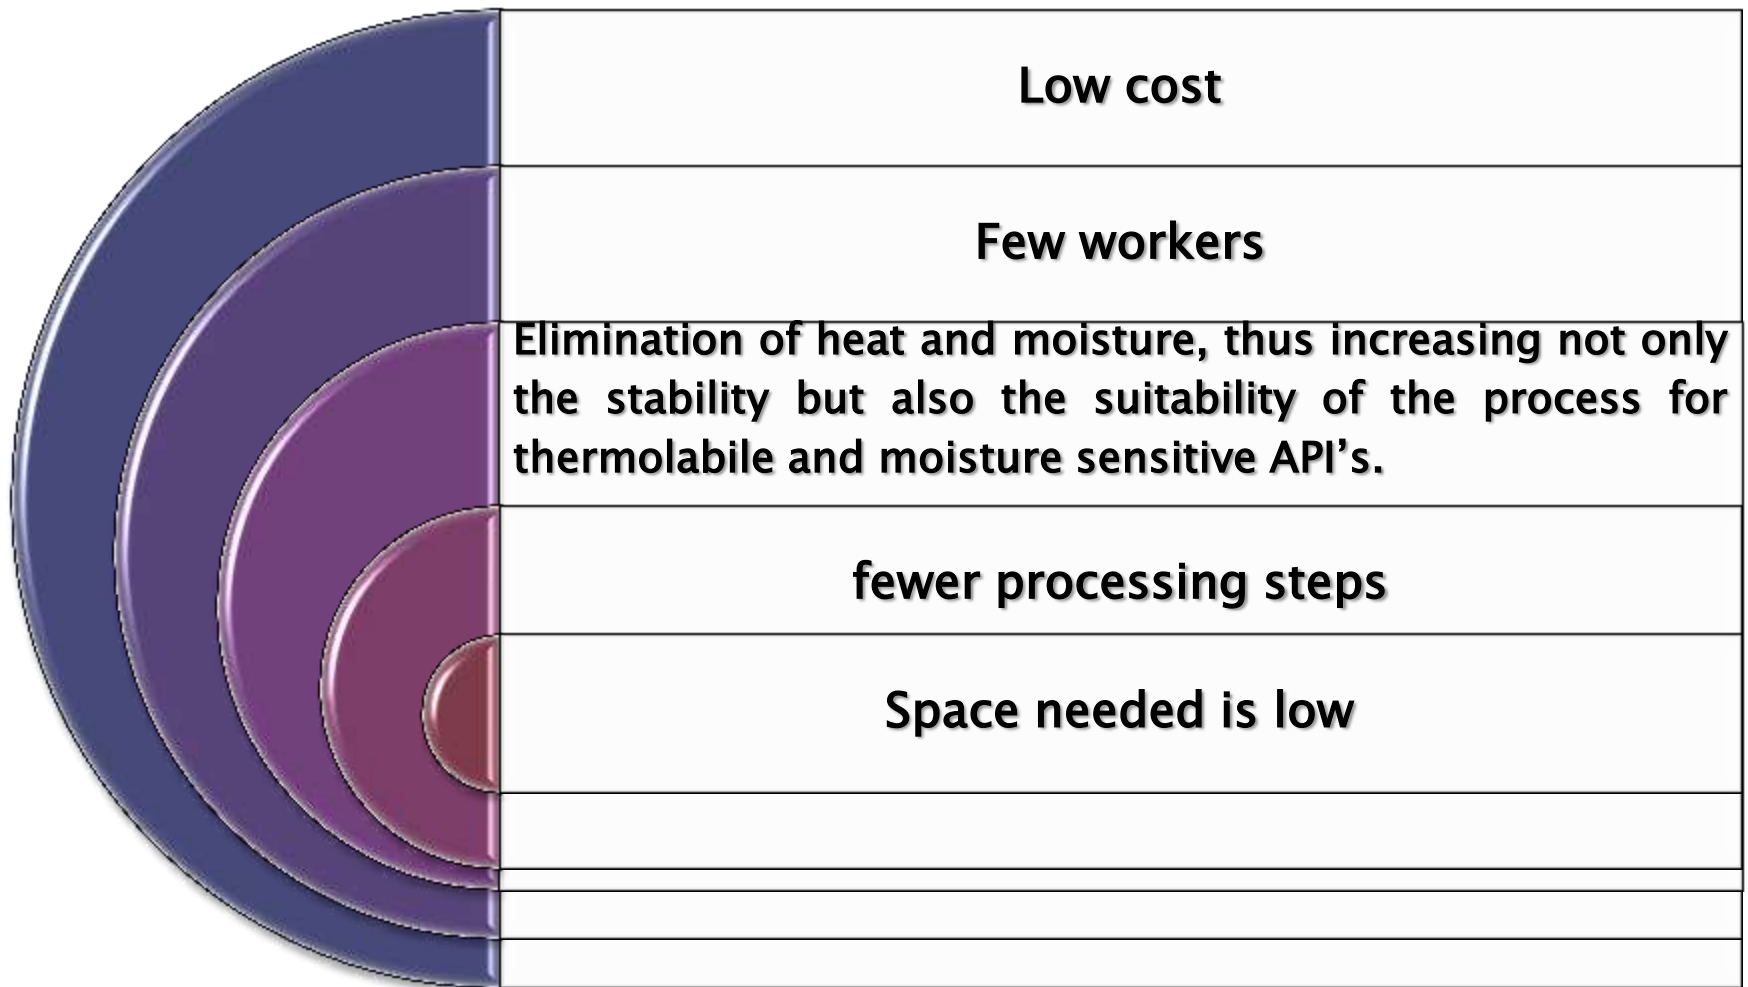 Low cost
Few workers
Elimination of heat and moisture, thus increasing not only
the stability but also the suitability of the process for
thermolabile and moisture sensitive API’s.
fewer processing steps
Space needed is low